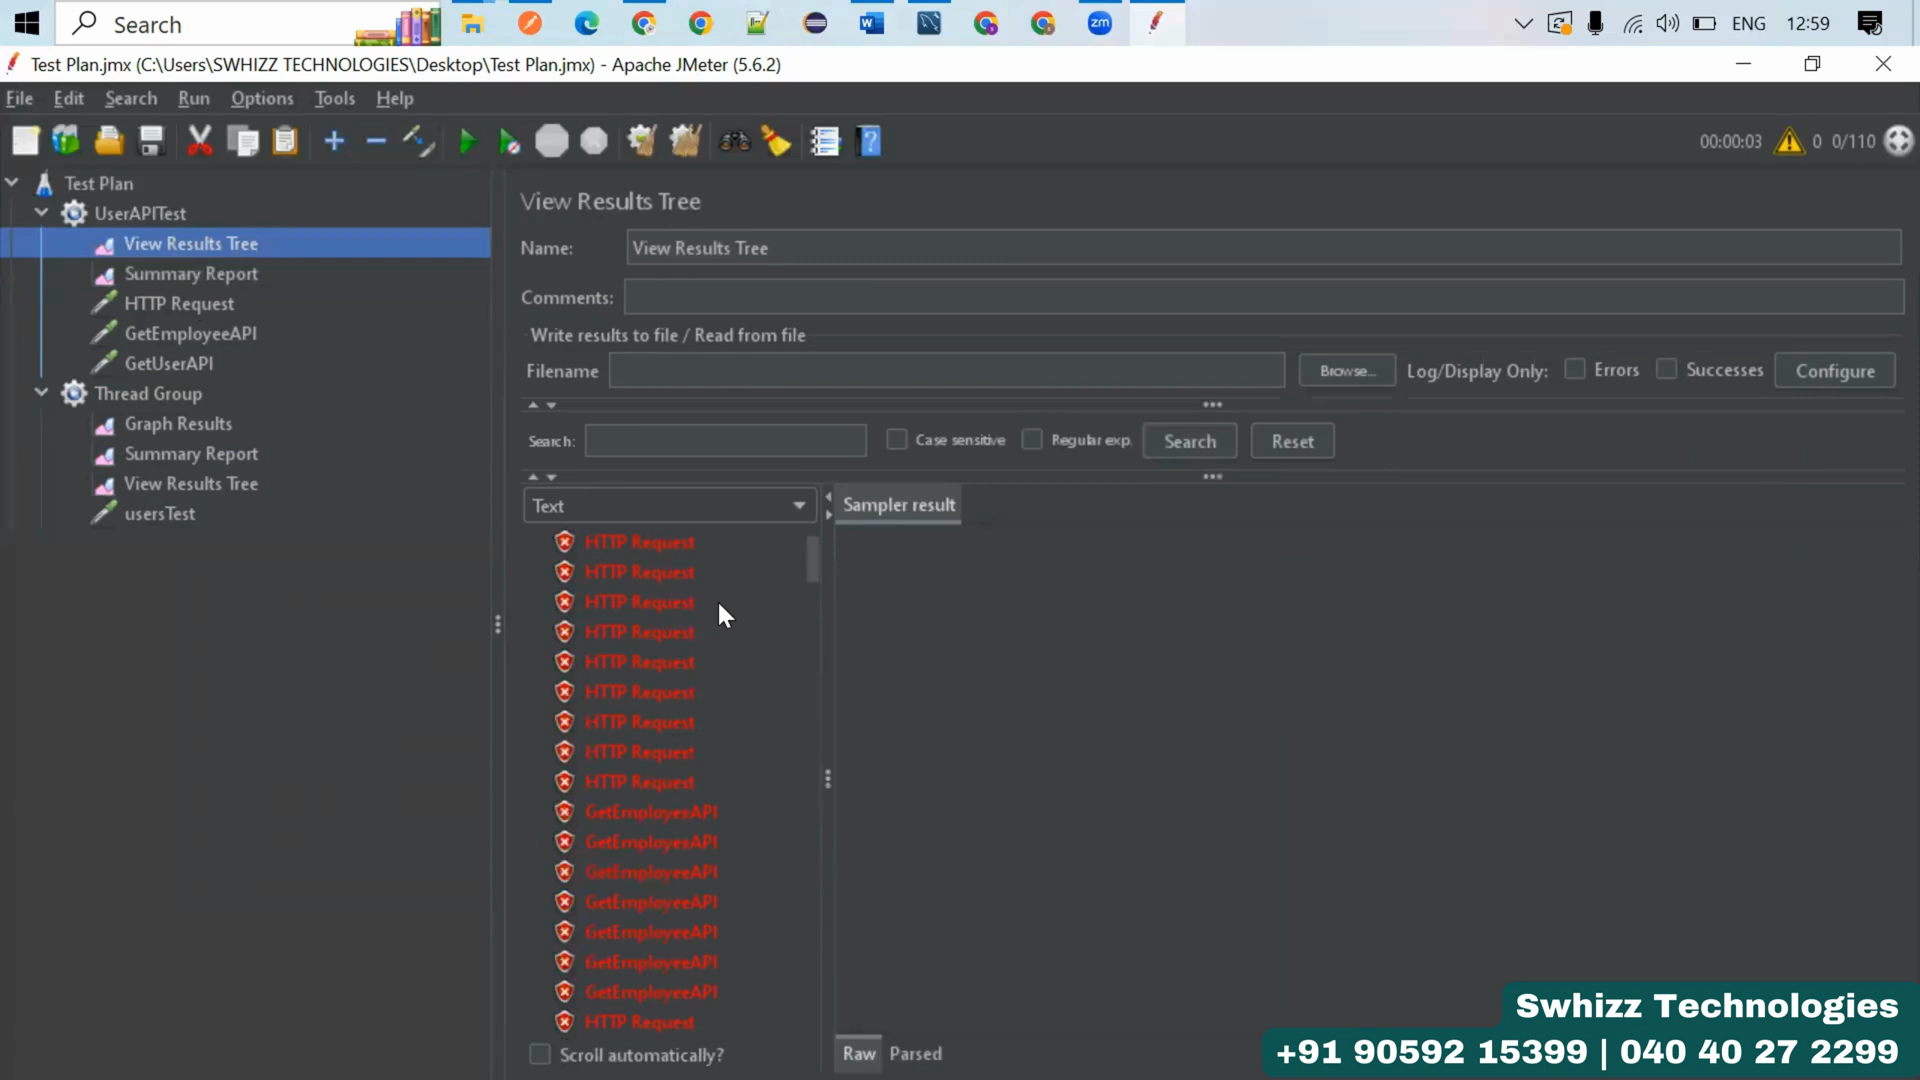 Search
ENG
12:59
Test Plan.jmx (C:\Users\SWHIZZ TECHNOLOGIES\Desktop\Test Plan.jmx) - Apache JMeter (5.6.2)
File Edit Search Run Options Tools Help
00:00:03 0 0/110
Test Plan
UserAPITest
View Results Tree
Summary Report
HTTP Request
GetEmployeeAPI
GetUserAPI
Thread Group
Graph Results
Summary Report
View Results Tree
usersTest
View Results Tree
Name: View Results Tree
Comments:
Write results to file / Read from file
Filename Browse... Log/Display Only: Errors Successes Configure
Search: Case sensitive Regular exp. Search Reset
Text
Sampler result
HTTP Request
HTTP Request
HTTP Request
HTTP Request
HTTP Request
HTTP Request
HTTP Request
HTTP Request
HTTP Request
GetEmployeeAPI
GetEmployeeAPI
GetEmployeeAPI
GetEmployeeAPI
GetEmployeeAPI
GetEmployeeAPI
GetEmployeeAPI
HTTP Request
Scroll automatically?
Raw Parsed
Swhizz Technologies
+91 90592 15399 | 040 40 27 2299